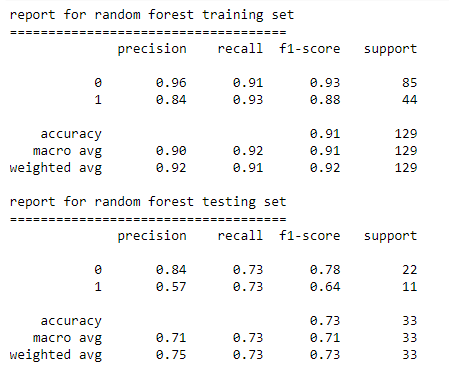 report for random forest training set
====================================
precision recall f1-score support
0 0.96 0.91 0.93 85
1 0.84 0.93 0.88 44
accuracy 0.91 129
macro avg 0.90 0.92 0.91 129
weighted avg 0.92 0.91 0.92 129
report for random forest testing set
====================================
precision recall f1-score support
0 0.84 0.73 0.78 22
1 0.57 0.73 0.64 11
accuracy 0.73 33
macro avg 0.71 0.73 0.71 33
weighted avg 0.75 0.73 0.73 33